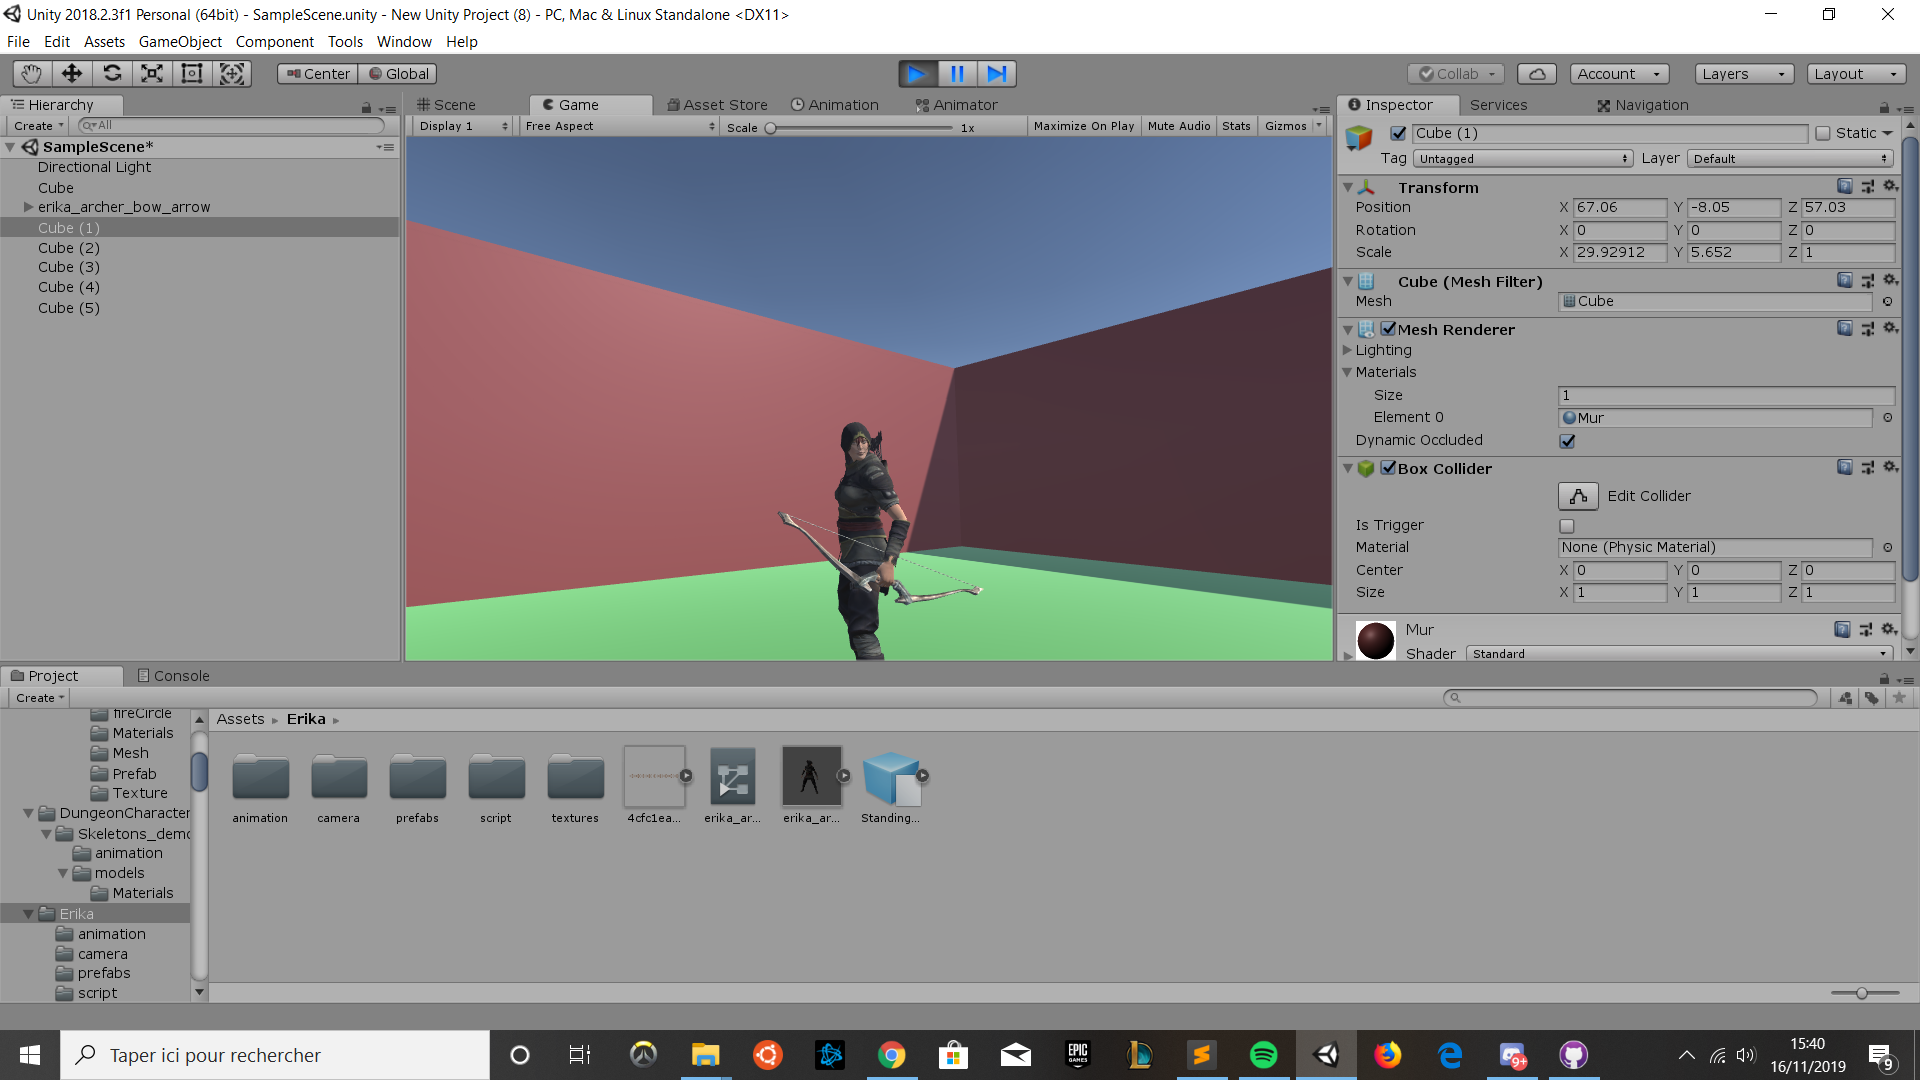 Unity 2018.2.3f1 Personal (64bit) - SampleScene.unity - New Unity Project (8) - PC, Mac & Linux Standalone <DX11>
File Edit Assets GameObject Component Tools Window Help
Center Global Collab Account Layers Layout
Hierarchy
Create All
SampleScene*
Directional Light
Cube
erika_archer_bow_arrow
Cube (1)
Cube (2)
Cube (3)
Cube (4)
Cube (5)
Scene Game Asset Store Animation Animator
Display 1 Free Aspect Scale 1x Maximize On Play Mute Audio Stats Gizmos
Inspector Services Navigation
Cube (1) Static
Tag Untagged Layer Default
Transform
Position X 67.06 Y -8.05 Z 57.03
Rotation X 0 Y 0 Z 0
Scale X 29.92912 Y 5.652 Z 1
Cube (Mesh Filter)
Mesh Cube
Mesh Renderer
Lighting
Materials
Size 1
Element 0 Mur
Dynamic Occluded
Box Collider
Edit Collider
Is Trigger
Material None (Physic Material)
Center X 0 Y 0 Z 0
Size X 1 Y 1 Z 1
Mur
Shader Standard
Project Console
Create
fireCircle
Materials
Mesh
Prefab
Texture
DungeonCharacter
Skeletons_demo
animation
models
Materials
Erika
animation
camera
prefabs
script
Assets Erika
animation camera prefabs script textures 4cfc1ea... erika_ar... erika_ar... Standing...
Taper ici pour rechercher
EPIC GAMES
9+
15:40
16/11/2019
9